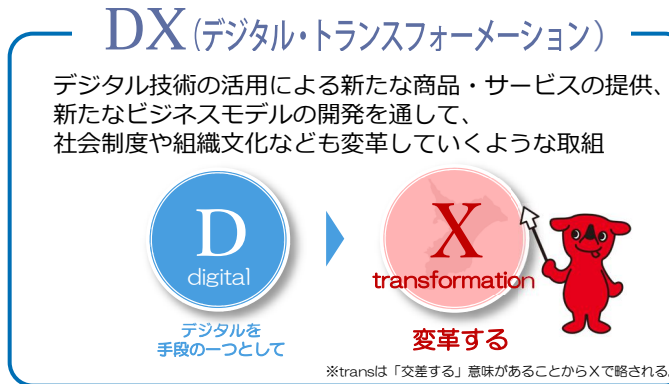 DX(デジタル・トランスフォーメーション)
デジタル技術の活用による新たな商品・サービスの提供、
新たなビジネスモデルの開発を通して、
社会制度や組織文化なども変革していくような取組
D
digital
デジタルを
手段の一つとして
X
transformation
変革する
※transは「交差する」意味があることからXで略される。